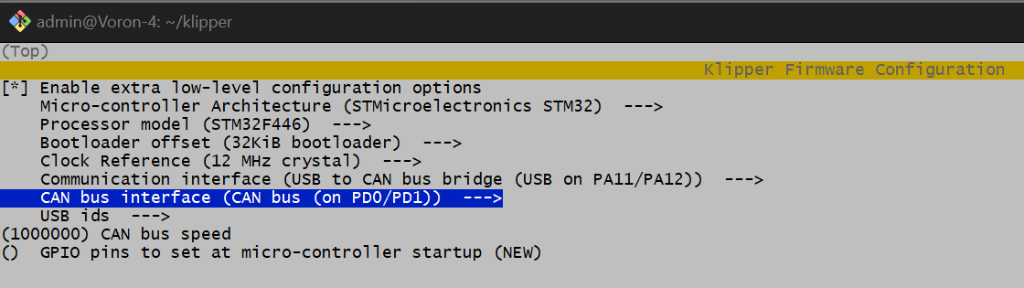 admin@Voron-4: ~/klipper
(Top)
Klipper Firmware Configuration
[*] Enable extra low-level configuration options
Micro-controller Architecture (STMicroelectronics STM32) --->
Processor model (STM32F446) --->
Bootloader offset (32KiB bootloader) --->
Clock Reference (12 MHz crystal) --->
Communication interface (USB to CAN bus bridge (USB on PA11/PA12)) --->
CAN bus interface (CAN bus (on PD0/PD1)) --->
USB ids --->
(1000000) CAN bus speed
() GPIO pins to set at micro-controller startup (NEW)